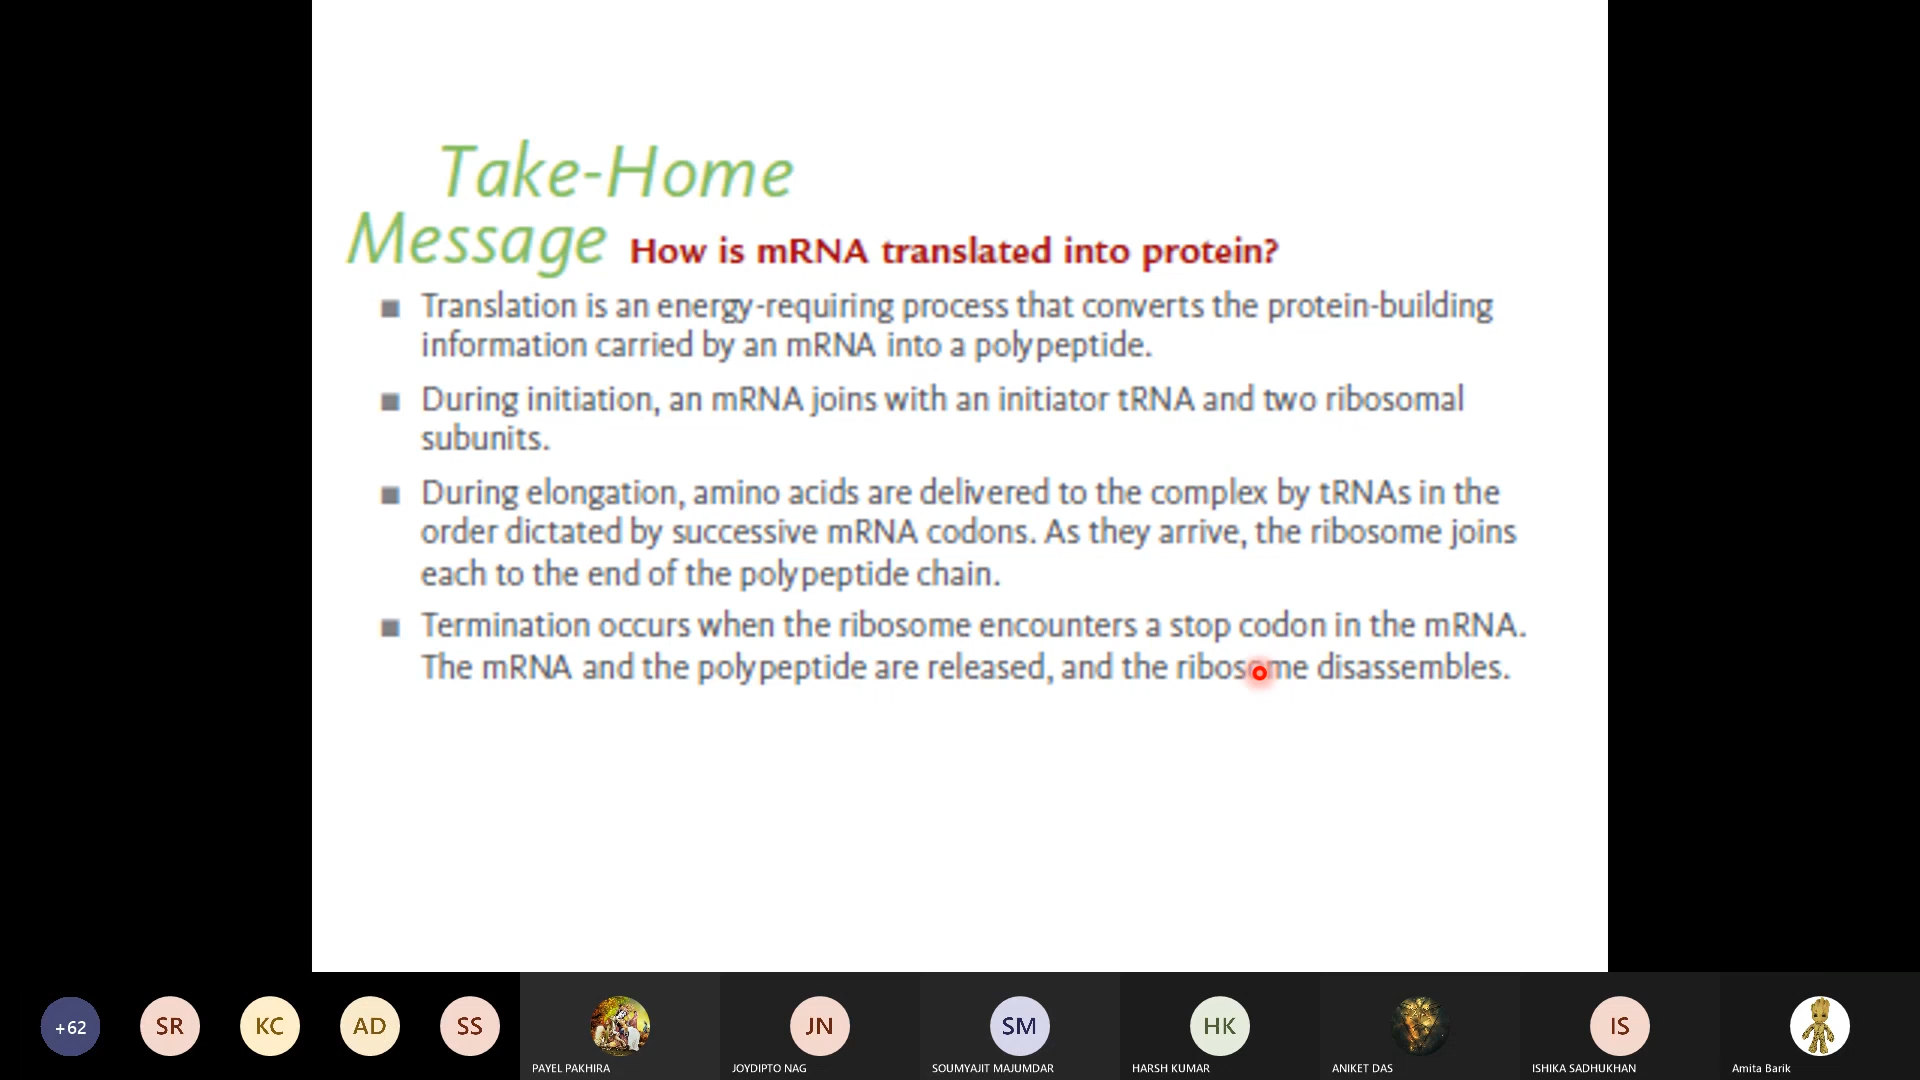 Take-Home
Message How is mRNA translated into protein?
■ Translation is an energy-requiring process that converts the protein-building
information carried by an mRNA into a polypeptide.
■ During initiation, an mRNA joins with an initiator tRNA and two ribosomal
subunits.
■ During elongation, amino acids are delivered to the complex by tRNAs in the
order dictated by successive mRNA codons. As they arrive, the ribosome joins
each to the end of the polypeptide chain.
■ Termination occurs when the ribosome encounters a stop codon in the mRNA.
The mRNA and the polypeptide are released, and the ribosome disassembles.
+62 SR KC AD SS JN SM HK IS
PAYEL PAKHIRA JOYDIPTO NAG SOUMYAJIT MAJUMDAR HARSH KUMAR ANIKET DAS ISHIKA SADHUKHAN Amita Barik